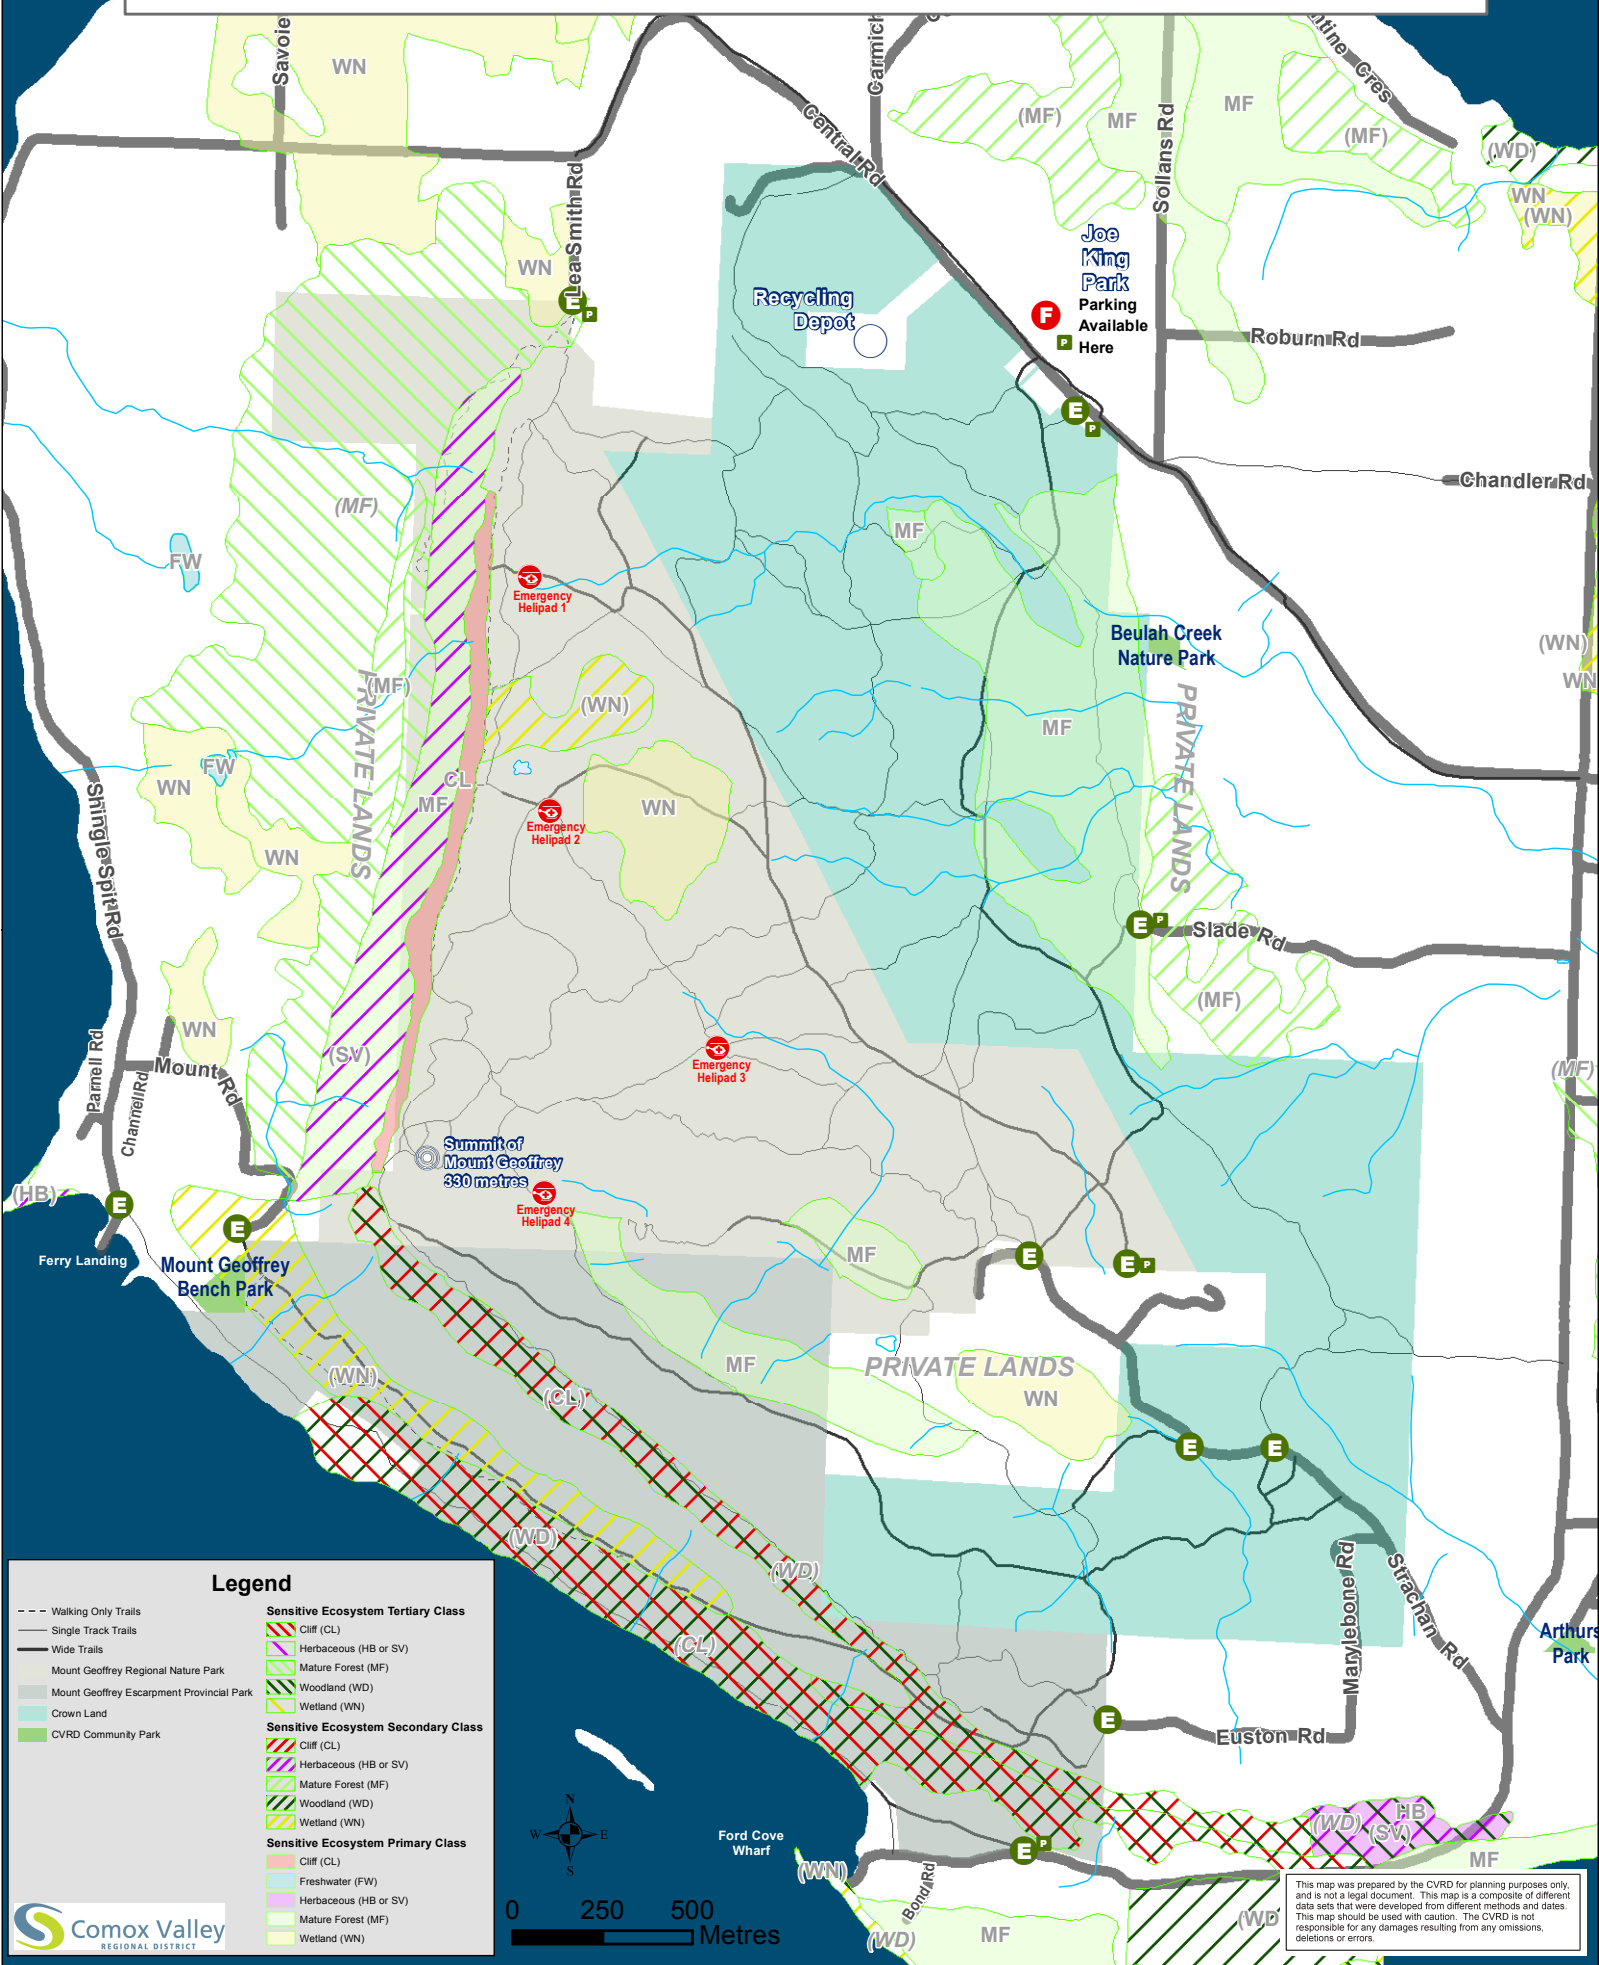 Savoie
WN
Carmich
Central Rd
(MF)
MF
Sollans Rd
MF
(MF)
ntine Cres
(WD)
WN
(WN)
Lea Smith Rd
WN
E
P
Joe
King
Park
F
Parking
Available
P
Here
Recycling
Depot
Roburn Rd
E
P
Chandler Rd
(MF)
MF
FW
Emergency
Helipad 1
Beulah Creek
Nature Park
(WN)
WN
(MF)
PRIVATE LANDS
(WN)
MF
PRIVATE LANDS
FW
WN
CL
MF
WN
Emergency
Helipad 2
Shingle Spit Rd
WN
E
P
Slade Rd
(MF)
WN
(SV)
Parnell Rd
Channel Rd
Mount Rd
Emergency
Helipad 3
(MF)
Summit of
Mount Geoffrey
330 metres
Emergency
Helipad 4
(HB)
E
E
Ferry Landing
Mount Geoffrey
Bench Park
MF
E
E
P
(WN)
(CL)
MF
PRIVATE LANDS
WN
E
E
(WD)
(WD)
(CL)
Marylebone Rd
Strachan Rd
Arthurs
Park
E
Euston Rd
Ford Cove
Wharf
E
P
(WN)
Bond Rd
(WD)
MF
(WD)
HB
(SV)
MF
(WD
Legend
Walking Only Trails
Single Track Trails
Wide Trails
Mount Geoffrey Regional Nature Park
Mount Geoffrey Escarpment Provincial Park
Crown Land
CVRD Community Park
Sensitive Ecosystem Tertiary Class
Cliff (CL)
Herbaceous (HB or SV)
Mature Forest (MF)
Woodland (WD)
Wetland (WN)
Sensitive Ecosystem Secondary Class
Cliff (CL)
Herbaceous (HB or SV)
Mature Forest (MF)
Woodland (WD)
Wetland (WN)
Sensitive Ecosystem Primary Class
Cliff (CL)
Freshwater (FW)
Herbaceous (HB or SV)
Mature Forest (MF)
Wetland (WN)
Comox Valley
REGIONAL DISTRICT
N
W E
S
0 250 500
Metres
This map was prepared by the CVRD for planning purposes only,
and is not a legal document. This map is a composite of different
data sets that were developed from different methods and dates.
This map should be used with caution. The CVRD is not
responsible for any damages resulting from any omissions,
deletions or errors.